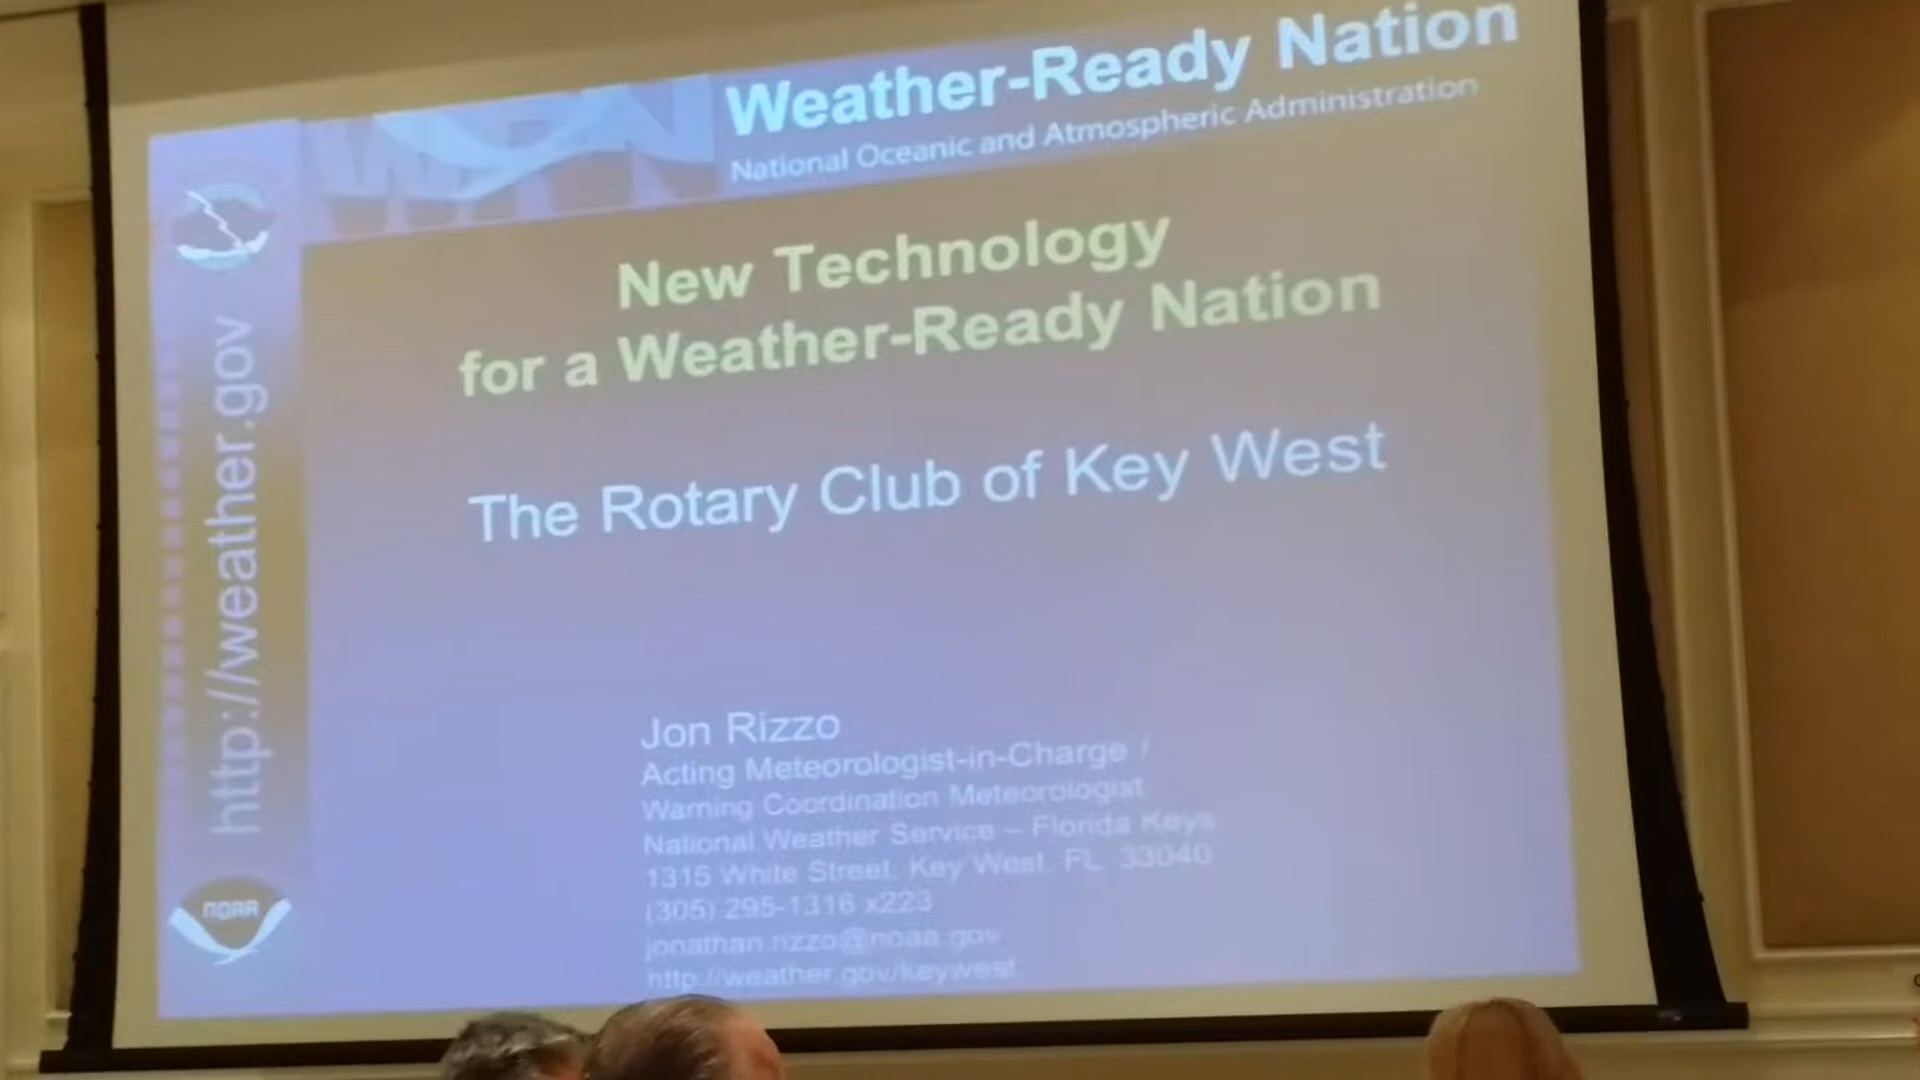 Weather-Ready Nation
National Oceanic and Atmospheric Administration
New Technology
for a Weather-Ready Nation
The Rotary Club of Key West
http://weather.gov
Jon Rizzo
Acting Meteorologist-in-Charge /
Warning Coordination Meteorologist
National Weather Service – Florida Keys
1315 White Street, Key West, FL 33040
(305) 295-1316 x223
jonathan.rizzo@noaa.gov
http://weather.gov/keywest
NOAA